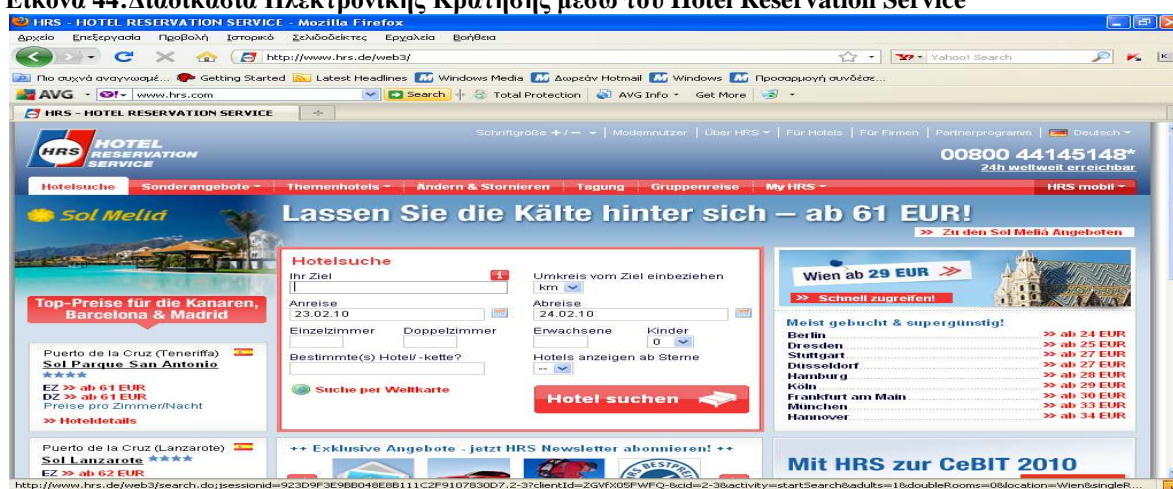 Εικόνα 44:Διαδικασία Ηλεκτρονικής Κράτησης μέσω του Hotel Reservation Service
HRS - HOTEL RESERVATION SERVICE - Mozilla Firefox
Αρχείο Επεξεργασία Προβολή Ιστορικό Σελιδοδείκτες Εργαλεία Βοήθεια
http://www.hrs.de/web3/
Yahoo! Search
Πιο συχνά αναγνωσμέ... Getting Started Latest Headlines Windows Media Δωρεάν Hotmail Windows Προσαρμογή συνδέσε...
AVG www.hrs.com Search Total Protection AVG Info Get More
HRS - HOTEL RESERVATION SERVICE
Schriftgröße + / − | Modemnutzer | Über HRS | Für Hotels | Für Firmen | Partnerprogramm | Deutsch
HRS HOTEL RESERVATION SERVICE
00800 44145148*
24h weltweit erreichbar
Hotelsuche Sonderangebote Themenhotels Ändern & Stornieren Tagung Gruppenreise My HRS HRS mobil
Sol Meliá
Lassen Sie die Kälte hinter sich – ab 61 EUR!
>> Zu den Sol Meliá Angeboten
Top-Preise für die Kanaren,
Barcelona & Madrid
Puerto de la Cruz (Teneriffa)
Sol Parque San Antonio
★★★★
EZ >> ab 61 EUR
DZ >> ab 61 EUR
Preise pro Zimmer/Nacht
>> Hoteldetails
Puerto de la Cruz (Lanzarote)
Sol Lanzarote ★★★★
EZ >> ab 62 EUR
Hotelsuche
Ihr Ziel Umkreis vom Ziel einbeziehen
km
Anreise Abreise
23.02.10 24.02.10
Einzelzimmer Doppelzimmer Erwachsene Kinder
0
Bestimmte(s) Hotel/-kette? Hotels anzeigen ab Sterne
--
Suche per Weltkarte
Hotel suchen
++ Exklusive Angebote - jetzt HRS Newsletter abonnieren! ++
Wien ab 29 EUR >>
>> Schnell zugreifen!
Meist gebucht & supergünstig!
Berlin >> ab 24 EUR
Dresden >> ab 25 EUR
Stuttgart >> ab 27 EUR
Düsseldorf >> ab 27 EUR
Hamburg >> ab 28 EUR
Köln >> ab 29 EUR
Frankfurt am Main >> ab 30 EUR
München >> ab 33 EUR
Hannover >> ab 34 EUR
Mit HRS zur CeBIT 2010